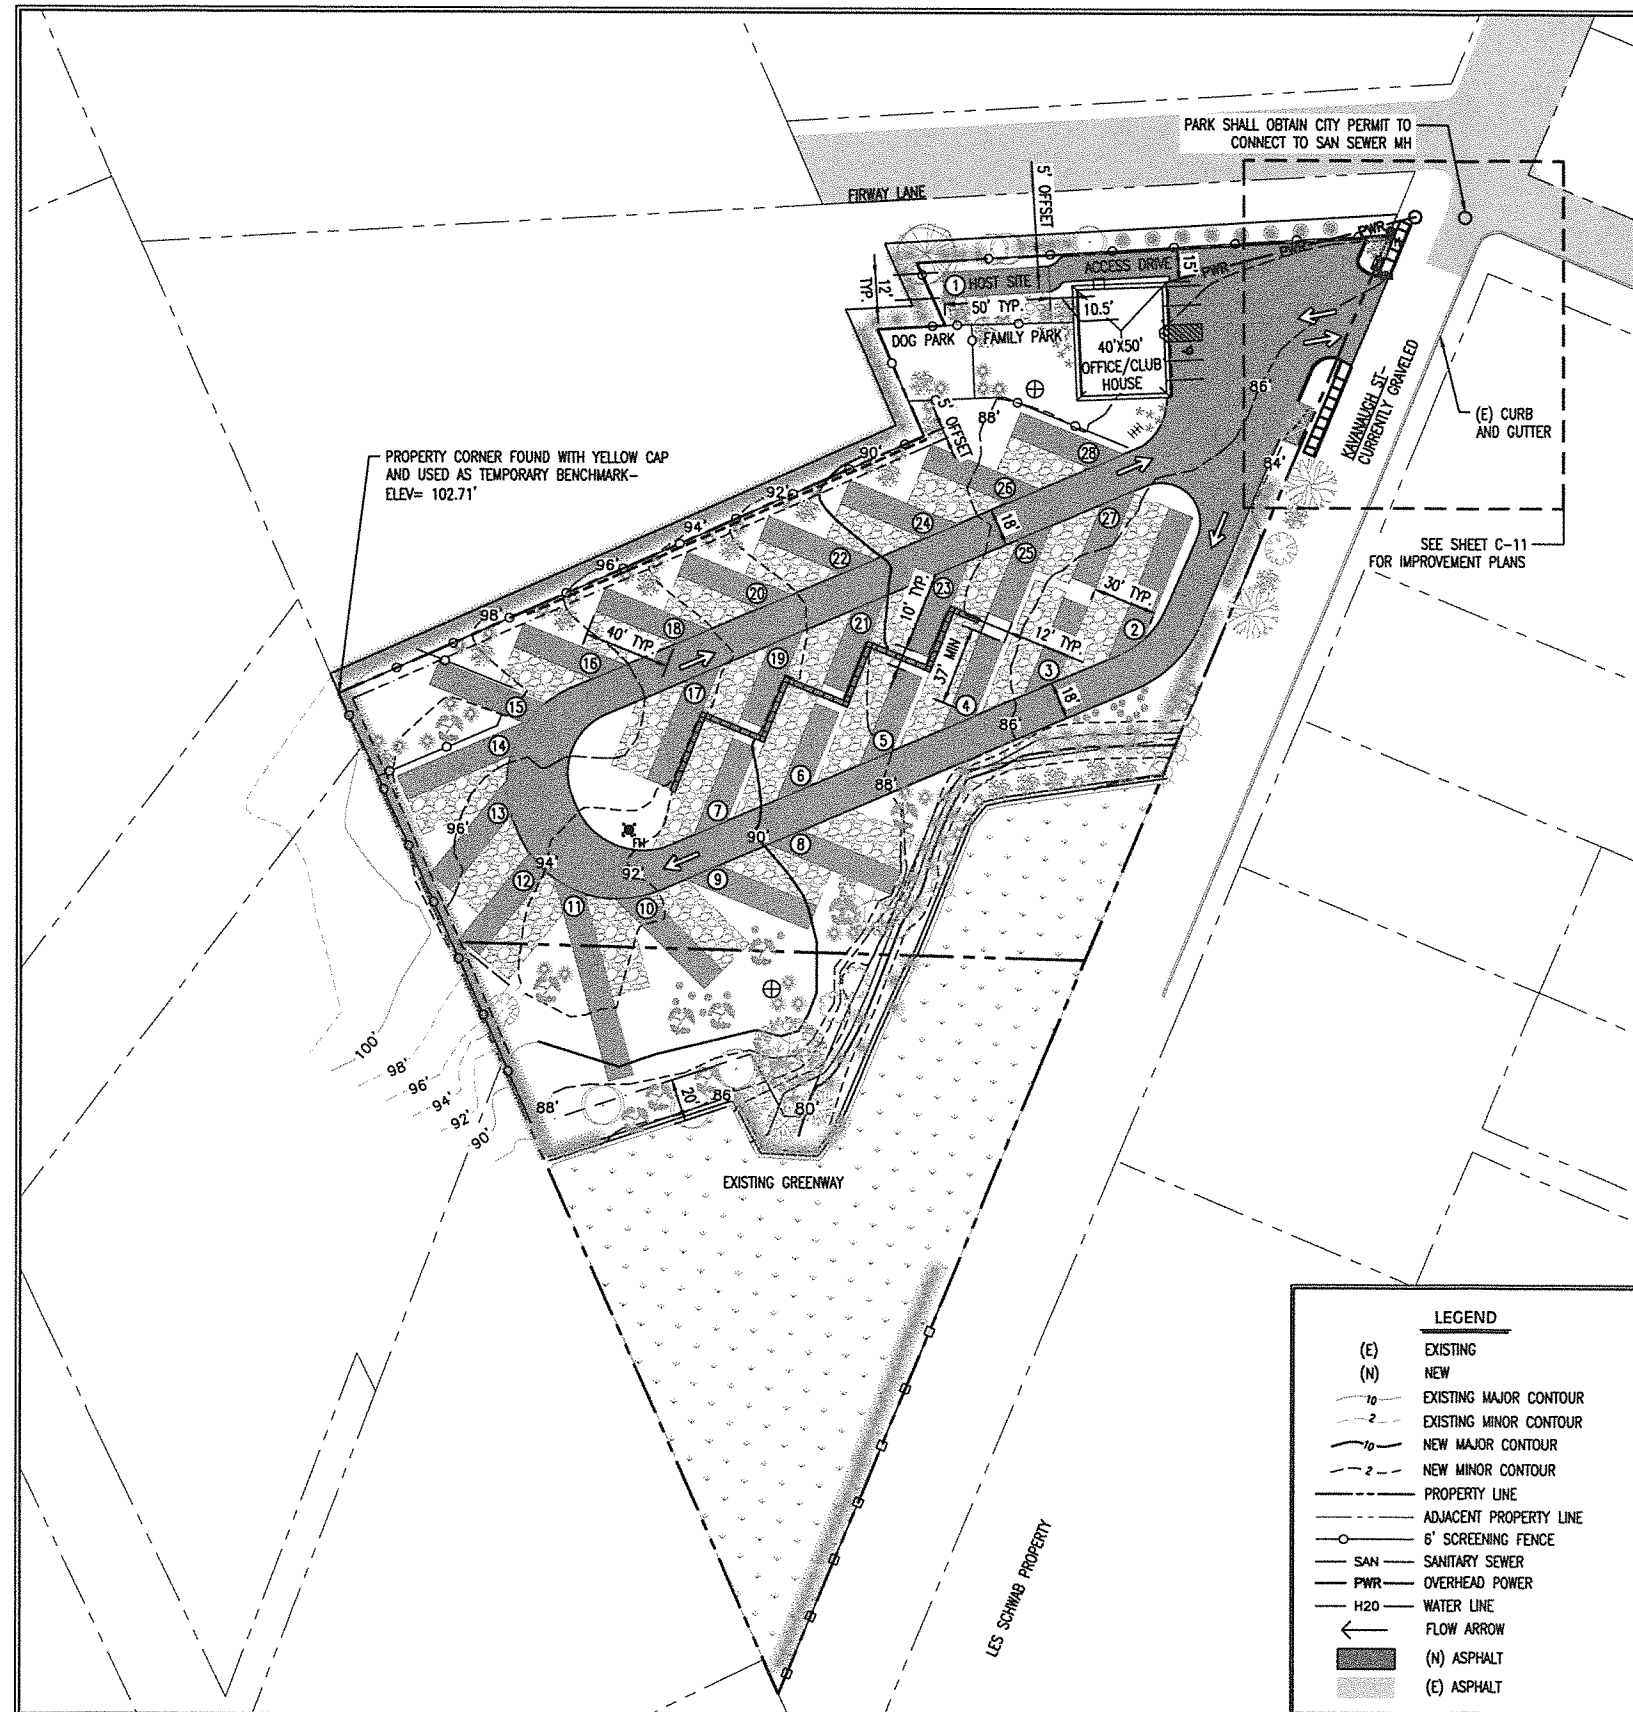 PARK SHALL OBTAIN CITY PERMIT TO
CONNECT TO SAN SEWER MH
FIRWAY LANE
5' OFFSET
PWR
PWR
PWR
ACCESS DRIVE
15'
1
HOST SITE
12'
TYP.
50' TYP.
10.5'
DOG PARK
FAMILY PARK
40'X50'
OFFICE/CLUB
HOUSE
86'
KAVANAUGH ST-
CURRENTLY GRAVELED
(E) CURB
AND GUTTER
88'
5' OFFSET
84'
PROPERTY CORNER FOUND WITH YELLOW CAP
AND USED AS TEMPORARY BENCHMARK-
ELEV= 102.71'
90'
92'
94'
96'
98'
28
26
24
22
20
18
16
15
14
27
25
23
21
19
17
18'
SEE SHEET C-11
FOR IMPROVEMENT PLANS
30' TYP.
10' TYP.
40' TYP.
12' TYP.
37' MIN
2
3
4
5
6
7
8
9
10
11
12
13
18'
86'
88'
90'
92'
94'
96'
FH
100'
98'
96'
94'
92'
90'
88'
20'
86'
80'
EXISTING GREENWAY
LES SCHWAB PROPERTY
LEGEND
(E) EXISTING
(N) NEW
10 EXISTING MAJOR CONTOUR
2 EXISTING MINOR CONTOUR
10 NEW MAJOR CONTOUR
2 NEW MINOR CONTOUR
PROPERTY LINE
ADJACENT PROPERTY LINE
6' SCREENING FENCE
SAN SANITARY SEWER
PWR OVERHEAD POWER
H20 WATER LINE
FLOW ARROW
(N) ASPHALT
(E) ASPHALT